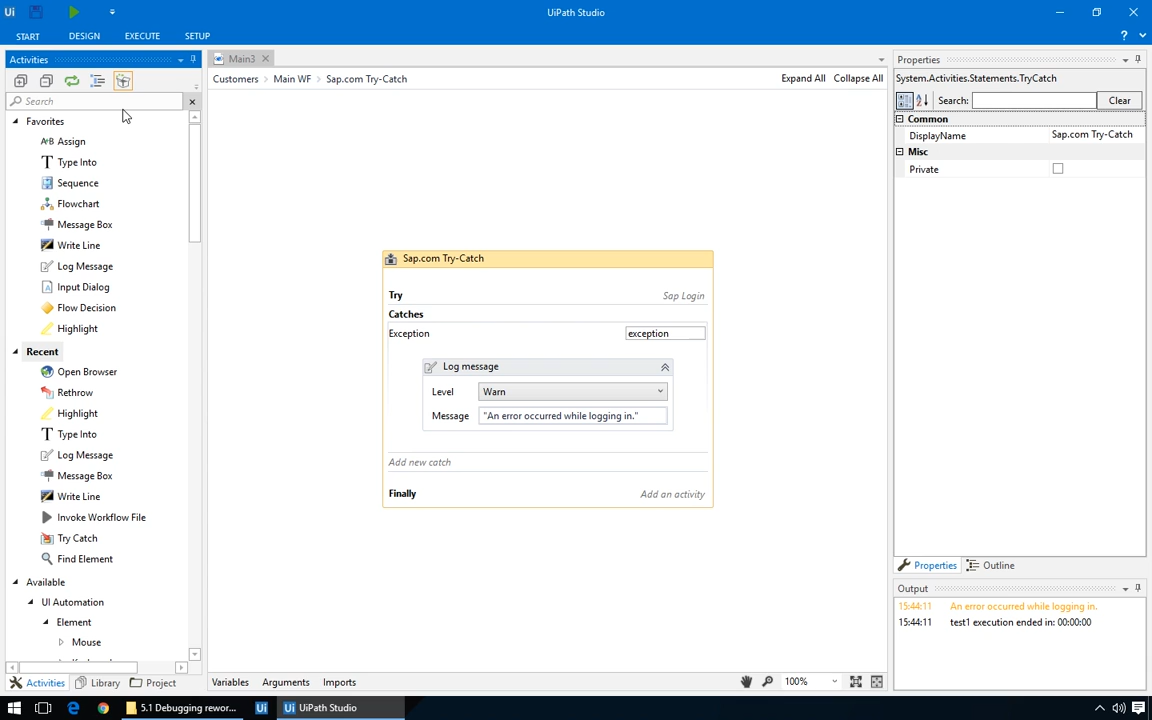 Ui
UiPath Studio
START DESIGN EXECUTE SETUP
?
Activities
Search
Favorites
A+B Assign
Type Into
Sequence
Flowchart
Message Box
Write Line
Log Message
Input Dialog
Flow Decision
Highlight
Recent
Open Browser
Rethrow
Highlight
Type Into
Log Message
Message Box
Write Line
Invoke Workflow File
Try Catch
Find Element
Available
UI Automation
Element
Mouse
Activities Library Project
Main3
Customers > Main WF > Sap.com Try-Catch
Expand All Collapse All
Sap.com Try-Catch
Try Sap Login
Catches
Exception exception
Log message
Level Warn
Message "An error occurred while logging in."
Add new catch
Finally Add an activity
Variables Arguments Imports
100%
Properties
System.Activities.Statements.TryCatch
Search: Clear
Common
DisplayName Sap.com Try-Catch
Misc
Private
Properties Outline
Output
15:44:11 An error occurred while logging in.
15:44:11 test1 execution ended in: 00:00:00
5.1 Debugging rewor... Ui Ui UiPath Studio